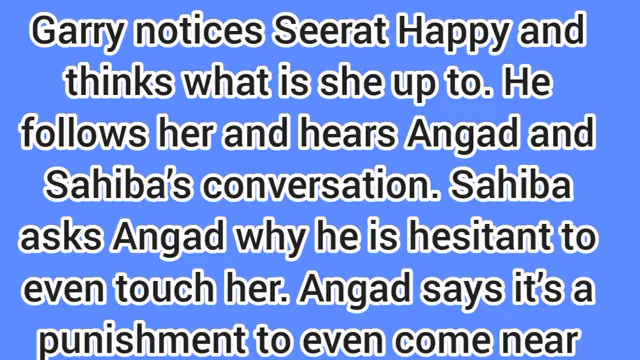 Garry notices Seerat Happy and
thinks what is she up to. He
follows her and hears Angad and
Sahiba’s conversation. Sahiba
asks Angad why he is hesitant to
even touch her. Angad says it’s a
punishment to even come near